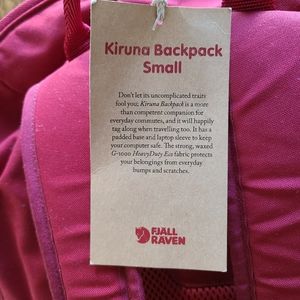 Kiruna Backpack
Small
Don't let its uncomplicated traits
fool you; Kiruna Backpack is a more
than competent companion for
everyday commutes, and it will happily
tag along when travelling too. It has a
padded base and laptop sleeve to keep
your computer safe. The strong, waxed
G-1000 HeavyDuty Eco fabric protects
your belongings from everyday
bumps and scratches.
FJÄLL
RÄVEN